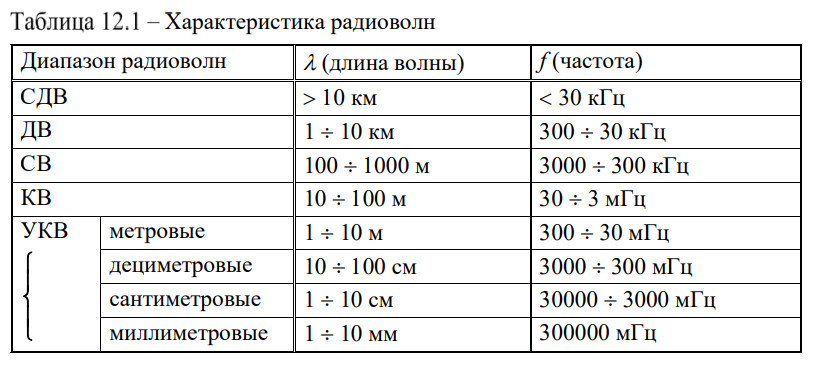 Таблица 12.1 – Характеристика радиоволн
Диапазон радиоволн λ (длина волны) f (частота)
СДВ > 10 км < 30 кГц
ДВ 1 ÷ 10 км 300 ÷ 30 кГц
СВ 100 ÷ 1000 м 3000 ÷ 300 кГц
КВ 10 ÷ 100 м 30 ÷ 3 мГц
УКВ метровые 1 ÷ 10 м 300 ÷ 30 мГц
дециметровые 10 ÷ 100 см 3000 ÷ 300 мГц
сантиметровые 1 ÷ 10 см 30000 ÷ 3000 мГц
миллиметровые 1 ÷ 10 мм 300000 мГц